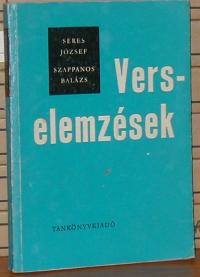 SERES
JÓZSEF
SZAPPANOS
BALÁZS
Vers-
elemzések
TANKÖNYVKIADÓ